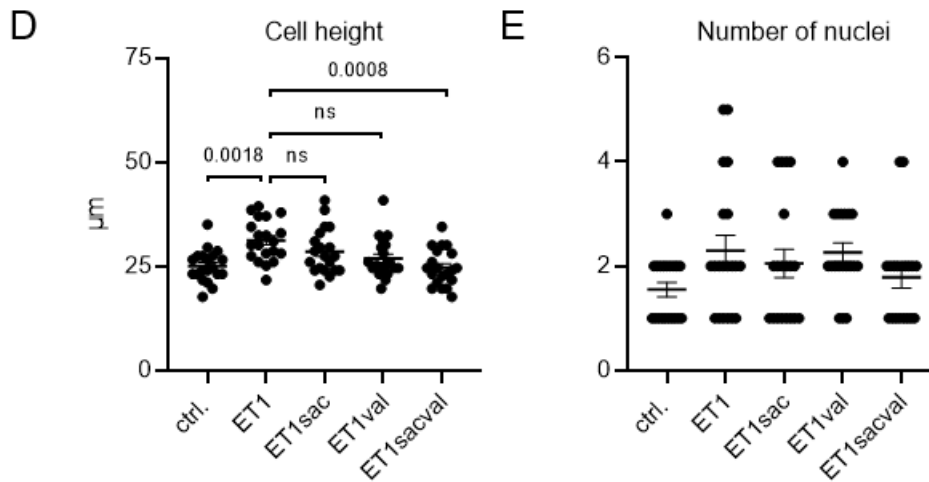 D
Cell height
75
50
25
0
µm
0.0008
ns
0.0018
ns
ctrl.
ET1
ET1sac
ET1val
ET1sacval
E
Number of nuclei
6
4
2
0
ctrl.
ET1
ET1sac
ET1val
ET1sacval